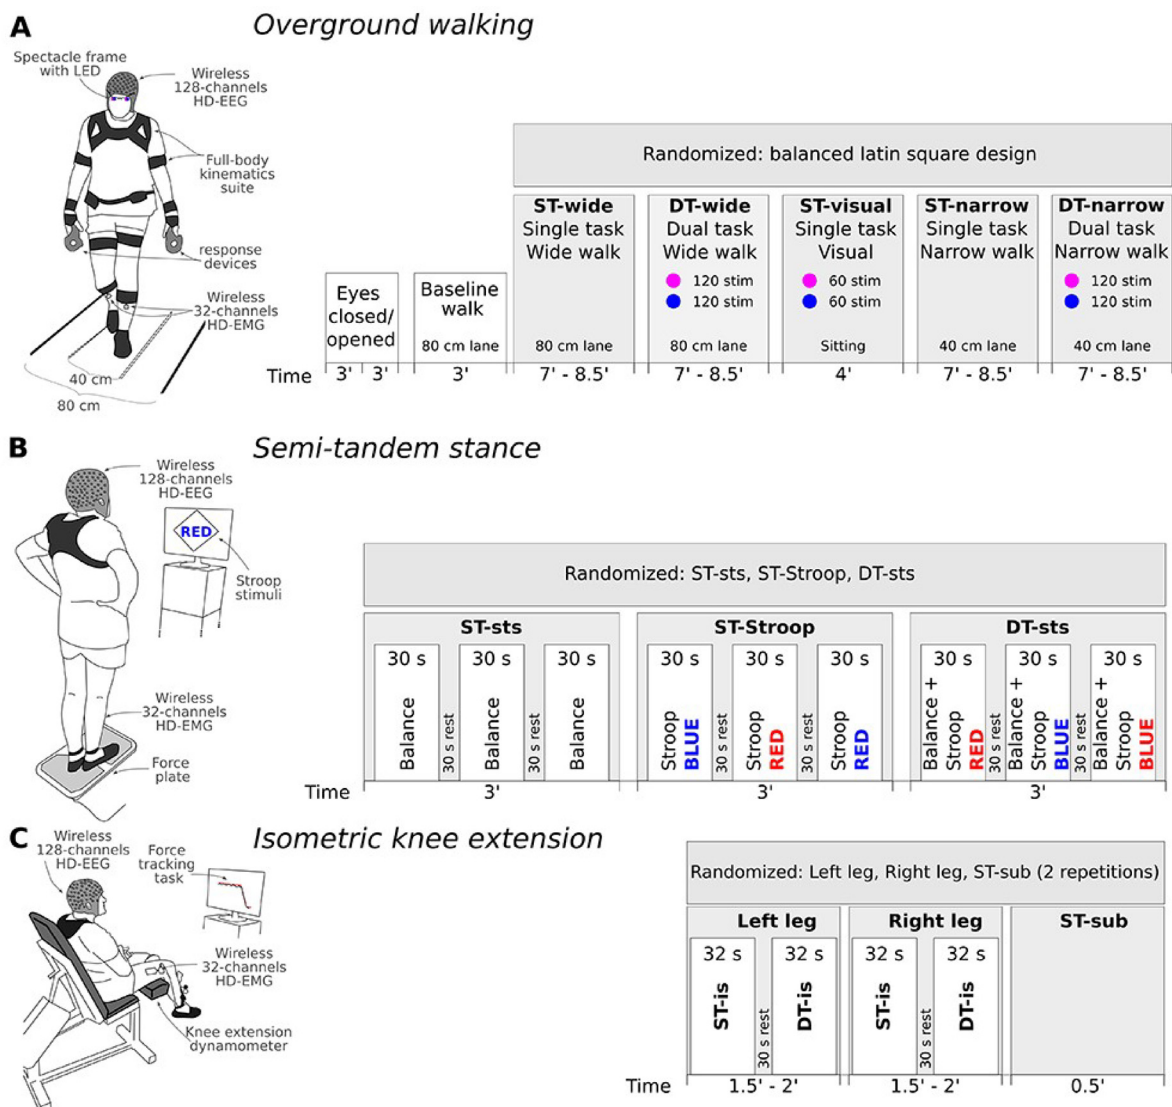 A
Overground walking
Spectacle frame
with LED
Wireless
128-channels
HD-EEG
Full-body
kinematics
suite
response
devices
Wireless
32-channels
HD-EMG
40 cm
80 cm
Randomized: balanced latin square design
Eyes
closed/
opened
Baseline
walk
80 cm lane
ST-wide
Single task
Wide walk
80 cm lane
DT-wide
Dual task
Wide walk
120 stim
120 stim
80 cm lane
ST-visual
Single task
Visual
60 stim
60 stim
Sitting
ST-narrow
Single task
Narrow walk
40 cm lane
DT-narrow
Dual task
Narrow walk
120 stim
120 stim
40 cm lane
Time 3' 3' 3' 7' - 8.5' 7' - 8.5' 4' 7' - 8.5' 7' - 8.5'
B
Semi-tandem stance
Wireless
128-channels
HD-EEG
RED
Stroop
stimuli
Wireless
32-channels
HD-EMG
Force
plate
Randomized: ST-sts, ST-Stroop, DT-sts
ST-sts
30 s 30 s 30 s
Balance
30 s rest
Balance
30 s rest
Balance
ST-Stroop
30 s 30 s 30 s
Stroop
BLUE
30 s rest
Stroop
RED
30 s rest
Stroop
RED
DT-sts
30 s 30 s 30 s
Balance +
Stroop
RED
30 s rest
Balance +
Stroop
BLUE
30 s rest
Balance +
Stroop
BLUE
Time 3' 3' 3'
C
Isometric knee extension
Wireless
128-channels
HD-EEG
Force
tracking
task
Wireless
32-channels
HD-EMG
Knee extension
dynamometer
Randomized: Left leg, Right leg, ST-sub (2 repetitions)
Left leg
32 s 32 s
ST-is
30 s rest
DT-is
Right leg
32 s 32 s
ST-is
30 s rest
DT-is
ST-sub
Time 1.5' - 2' 1.5' - 2' 0.5'